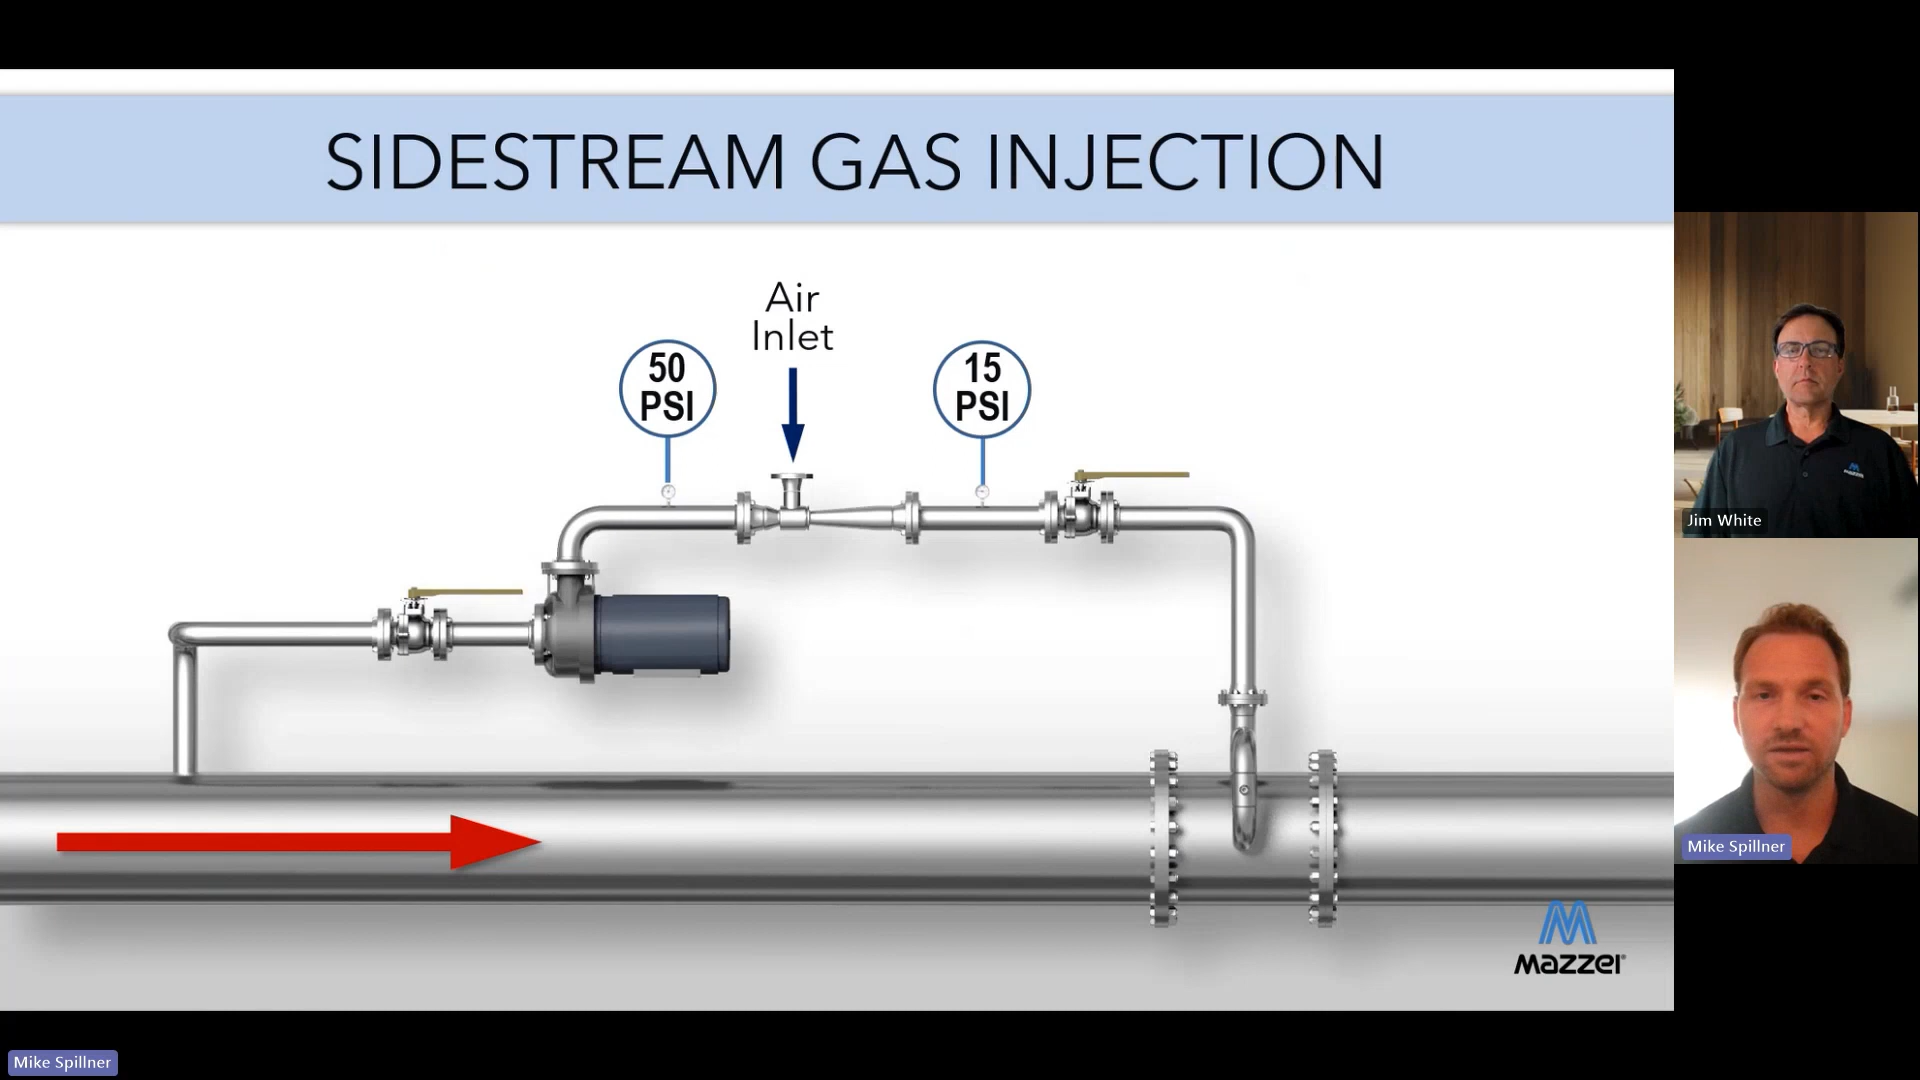 SIDESTREAM GAS INJECTION
Air
Inlet
50
PSI
15
PSI
Jim White
Mike Spillner
mazzei®
Mike Spillner